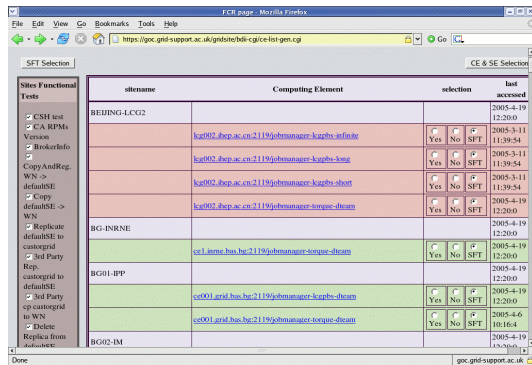 FCR page - Mozilla Firefox
File Edit View Go Bookmarks Tools Help
https://goc.grid-support.ac.uk/gridsite/bdii-cgi/ce-list-gen.cgi
Go
SFT Selection
CE & SE Selection
Sites Functional
Tests
CSH test
CA RPMs
Version
BrokerInfo
CopyAndReg.
WN ->
defaultSE
Copy
defaultSE ->
WN
Replicate
defaultSE to
castorgrid
3rd Party
Rep.
castorgrid to
defaultSE
3rd Party
cp castorgrid
to WN
Delete
Replica from
defaultSE
sitename Computing Element selection last
accessed
BEIJING-LCG2 2005-4-19
12:20:0
lcg002.ihep.ac.cn:2119/jobmanager-lcgpbs-infinite Yes No SFT 2005-3-11
11:39:54
lcg002.ihep.ac.cn:2119/jobmanager-lcgpbs-long Yes No SFT 2005-3-11
11:39:54
lcg002.ihep.ac.cn:2119/jobmanager-lcgpbs-short Yes No SFT 2005-3-11
11:39:54
lcg002.ihep.ac.cn:2119/jobmanager-torque-dteam Yes No SFT 2005-4-19
12:20:0
BG-INRNE 2005-4-19
12:20:0
ce1.inrne.bas.bg:2119/jobmanager-torque-dteam Yes No SFT 2005-4-19
12:20:0
BG01-IPP 2005-4-19
12:20:0
ce001.grid.bas.bg:2119/jobmanager-lcgpbs-dteam Yes No SFT 2005-4-19
12:20:0
ce001.grid.bas.bg:2119/jobmanager-torque-dteam Yes No SFT 2005-4-6
10:16:4
BG02-IM 2005-4-19
12:20:0
Done
goc.grid-support.ac.uk